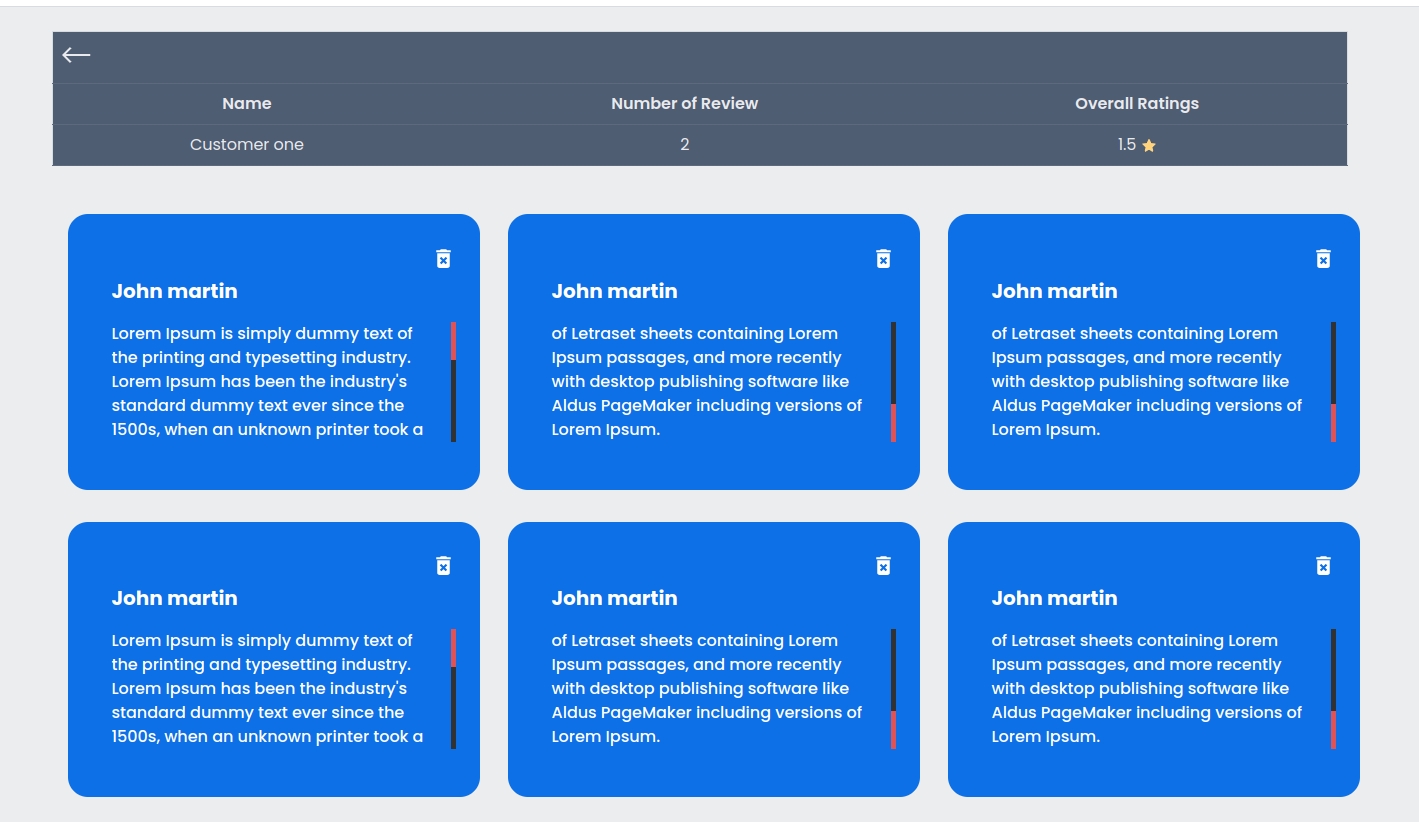 Name Number of Review Overall Ratings
Customer one 2 1.5
John martin
Lorem Ipsum is simply dummy text of
the printing and typesetting industry.
Lorem Ipsum has been the industry's
standard dummy text ever since the
1500s, when an unknown printer took a
John martin
of Letraset sheets containing Lorem
Ipsum passages, and more recently
with desktop publishing software like
Aldus PageMaker including versions of
Lorem Ipsum.
John martin
of Letraset sheets containing Lorem
Ipsum passages, and more recently
with desktop publishing software like
Aldus PageMaker including versions of
Lorem Ipsum.
John martin
Lorem Ipsum is simply dummy text of
the printing and typesetting industry.
Lorem Ipsum has been the industry's
standard dummy text ever since the
1500s, when an unknown printer took a
John martin
of Letraset sheets containing Lorem
Ipsum passages, and more recently
with desktop publishing software like
Aldus PageMaker including versions of
Lorem Ipsum.
John martin
of Letraset sheets containing Lorem
Ipsum passages, and more recently
with desktop publishing software like
Aldus PageMaker including versions of
Lorem Ipsum.